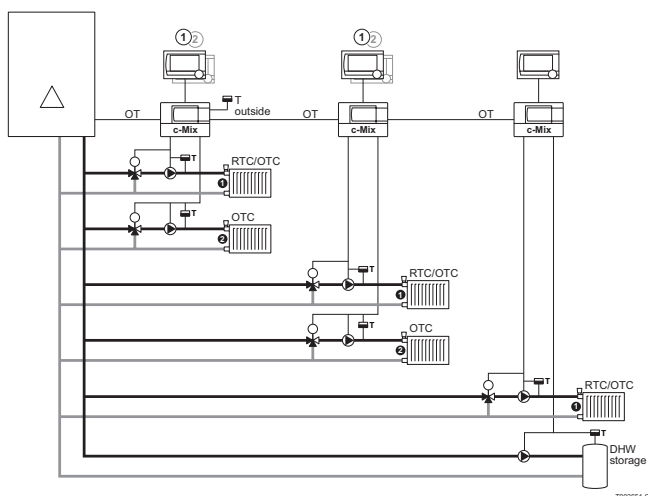 1 2
1 2
T
outside
OT
OT
OT
c-Mix
c-Mix
c-Mix
T
RTC/OTC
1
T
OTC
2
T
RTC/OTC
1
T
OTC
2
T
RTC/OTC
1
T
DHW
storage